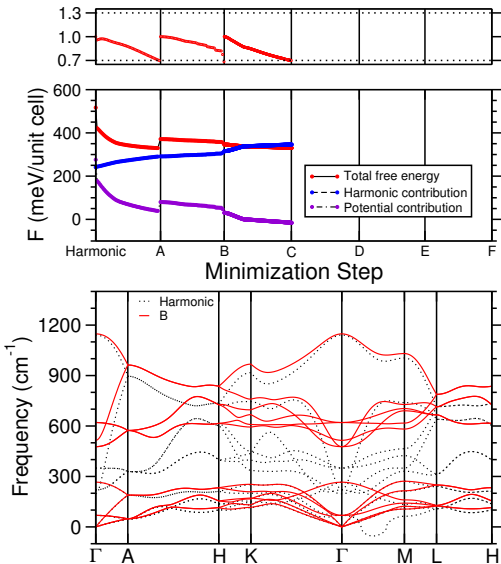 1.3
1.0
0.7
600
400
200
0
F (meV/unit cell)
Total free energy
Harmonic contribution
Potential contribution
Harmonic A B C D E F
Minimization Step
Harmonic
B
1200
900
600
300
0
Frequency (cm⁻¹)
Γ A H K Γ M L H